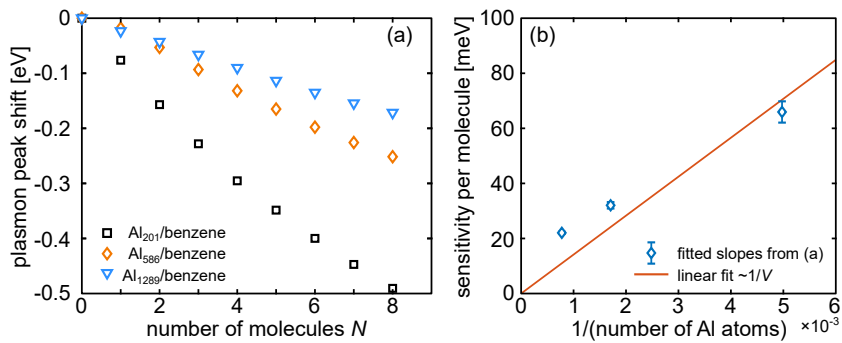 (a)
plasmon peak shift [eV]
0
-0.1
-0.2
-0.3
-0.4
-0.5
Al201/benzene
Al586/benzene
Al1289/benzene
0 2 4 6 8
number of molecules N
(b)
sensitivity per molecule [meV]
100
80
60
40
20
0
fitted slopes from (a)
linear fit ~1/V
0 1 2 3 4 5 6
1/(number of Al atoms) ×10⁻³